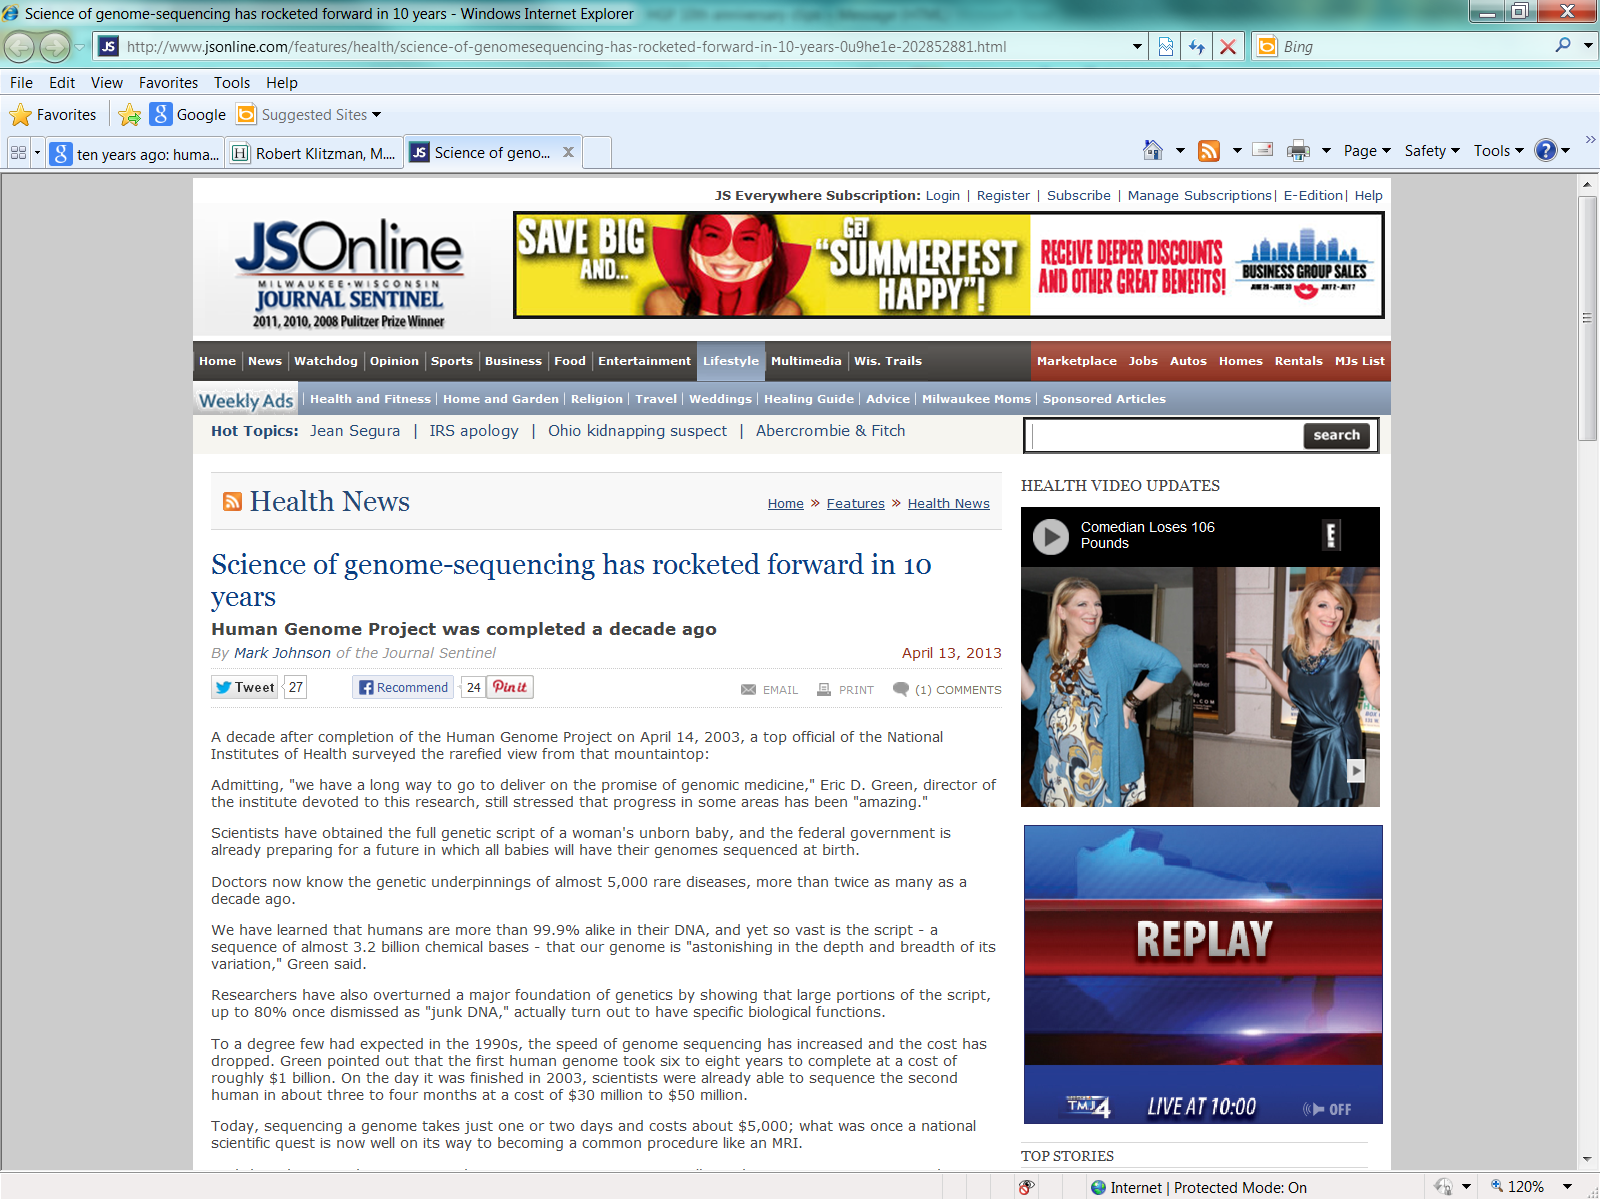 Science of genome-sequencing has rocketed forward in 10 years - Windows Internet Explorer
JS http://www.jsonline.com/features/health/science-of-genomesequencing-has-rocketed-forward-in-10-years-0u9he1e-202852881.html
Bing
File Edit View Favorites Tools Help
Favorites Google Suggested Sites
ten years ago: huma... Robert Klitzman, M.... Science of geno... Page Safety Tools
JS Everywhere Subscription: Login | Register | Subscribe | Manage Subscriptions| E-Edition| Help
JSOnline
MILWAUKEE • WISCONSIN
JOURNAL SENTINEL
2011, 2010, 2008 Pulitzer Prize Winner
SAVE BIG
AND...
GET
"SUMMERFEST
HAPPY"!
RECEIVE DEEPER DISCOUNTS
AND OTHER GREAT BENEFITS!
BUSINESS GROUP SALES
JUNE 26 - JUNE 30 JULY 2 - JULY 7
Home | News | Watchdog | Opinion | Sports | Business | Food | Entertainment Lifestyle Multimedia | Wis. Trails Marketplace Jobs Autos Homes Rentals MJs List
Weekly Ads | Health and Fitness | Home and Garden | Religion | Travel | Weddings | Healing Guide | Advice | Milwaukee Moms | Sponsored Articles
Hot Topics: Jean Segura | IRS apology | Ohio kidnapping suspect | Abercrombie & Fitch
search
Health News
Home » Features » Health News
Science of genome-sequencing has rocketed forward in 10
years
Human Genome Project was completed a decade ago
By Mark Johnson of the Journal Sentinel
April 13, 2013
Tweet 27 Recommend 24 Pin it EMAIL PRINT (1) COMMENTS
A decade after completion of the Human Genome Project on April 14, 2003, a top official of the National
Institutes of Health surveyed the rarefied view from that mountaintop:
Admitting, "we have a long way to go to deliver on the promise of genomic medicine," Eric D. Green, director of
the institute devoted to this research, still stressed that progress in some areas has been "amazing."
Scientists have obtained the full genetic script of a woman's unborn baby, and the federal government is
already preparing for a future in which all babies will have their genomes sequenced at birth.
Doctors now know the genetic underpinnings of almost 5,000 rare diseases, more than twice as many as a
decade ago.
We have learned that humans are more than 99.9% alike in their DNA, and yet so vast is the script - a
sequence of almost 3.2 billion chemical bases - that our genome is "astonishing in the depth and breadth of its
variation," Green said.
Researchers have also overturned a major foundation of genetics by showing that large portions of the script,
up to 80% once dismissed as "junk DNA," actually turn out to have specific biological functions.
To a degree few had expected in the 1990s, the speed of genome sequencing has increased and the cost has
dropped. Green pointed out that the first human genome took six to eight years to complete at a cost of
roughly $1 billion. On the day it was finished in 2003, scientists were already able to sequence the second
human in about three to four months at a cost of $30 million to $50 million.
Today, sequencing a genome takes just one or two days and costs about $5,000; what was once a national
scientific quest is now well on its way to becoming a common procedure like an MRI.
HEALTH VIDEO UPDATES
Comedian Loses 106
Pounds
E
REPLAY
TMJ4
LIVE AT 10:00
OFF
TOP STORIES
Internet | Protected Mode: On
120%